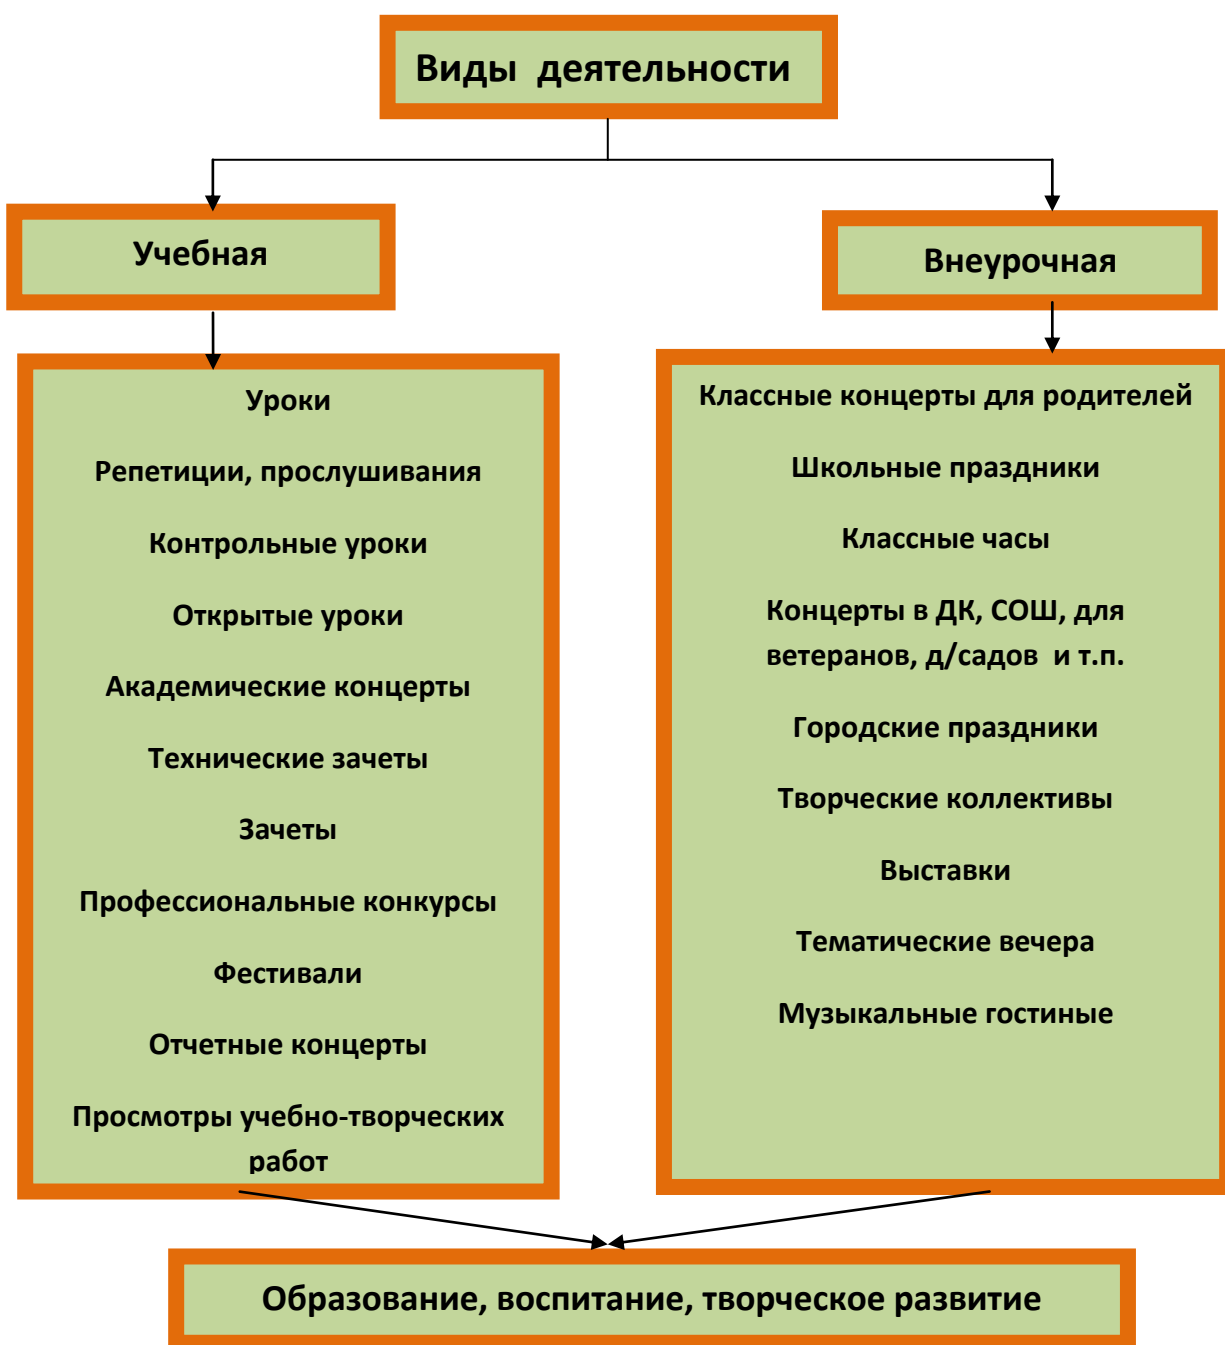 Виды деятельности
Учебная
Внеурочная
Уроки
Репетиции, прослушивания
Контрольные уроки
Открытые уроки
Академические концерты
Технические зачеты
Зачеты
Профессиональные конкурсы
Фестивали
Отчетные концерты
Просмотры учебно-творческих
работ
Классные концерты для родителей
Школьные праздники
Классные часы
Концерты в ДК, СОШ, для
ветеранов, д/садов и т.п.
Городские праздники
Творческие коллективы
Выставки
Тематические вечера
Музыкальные гостиные
Образование, воспитание, творческое развитие